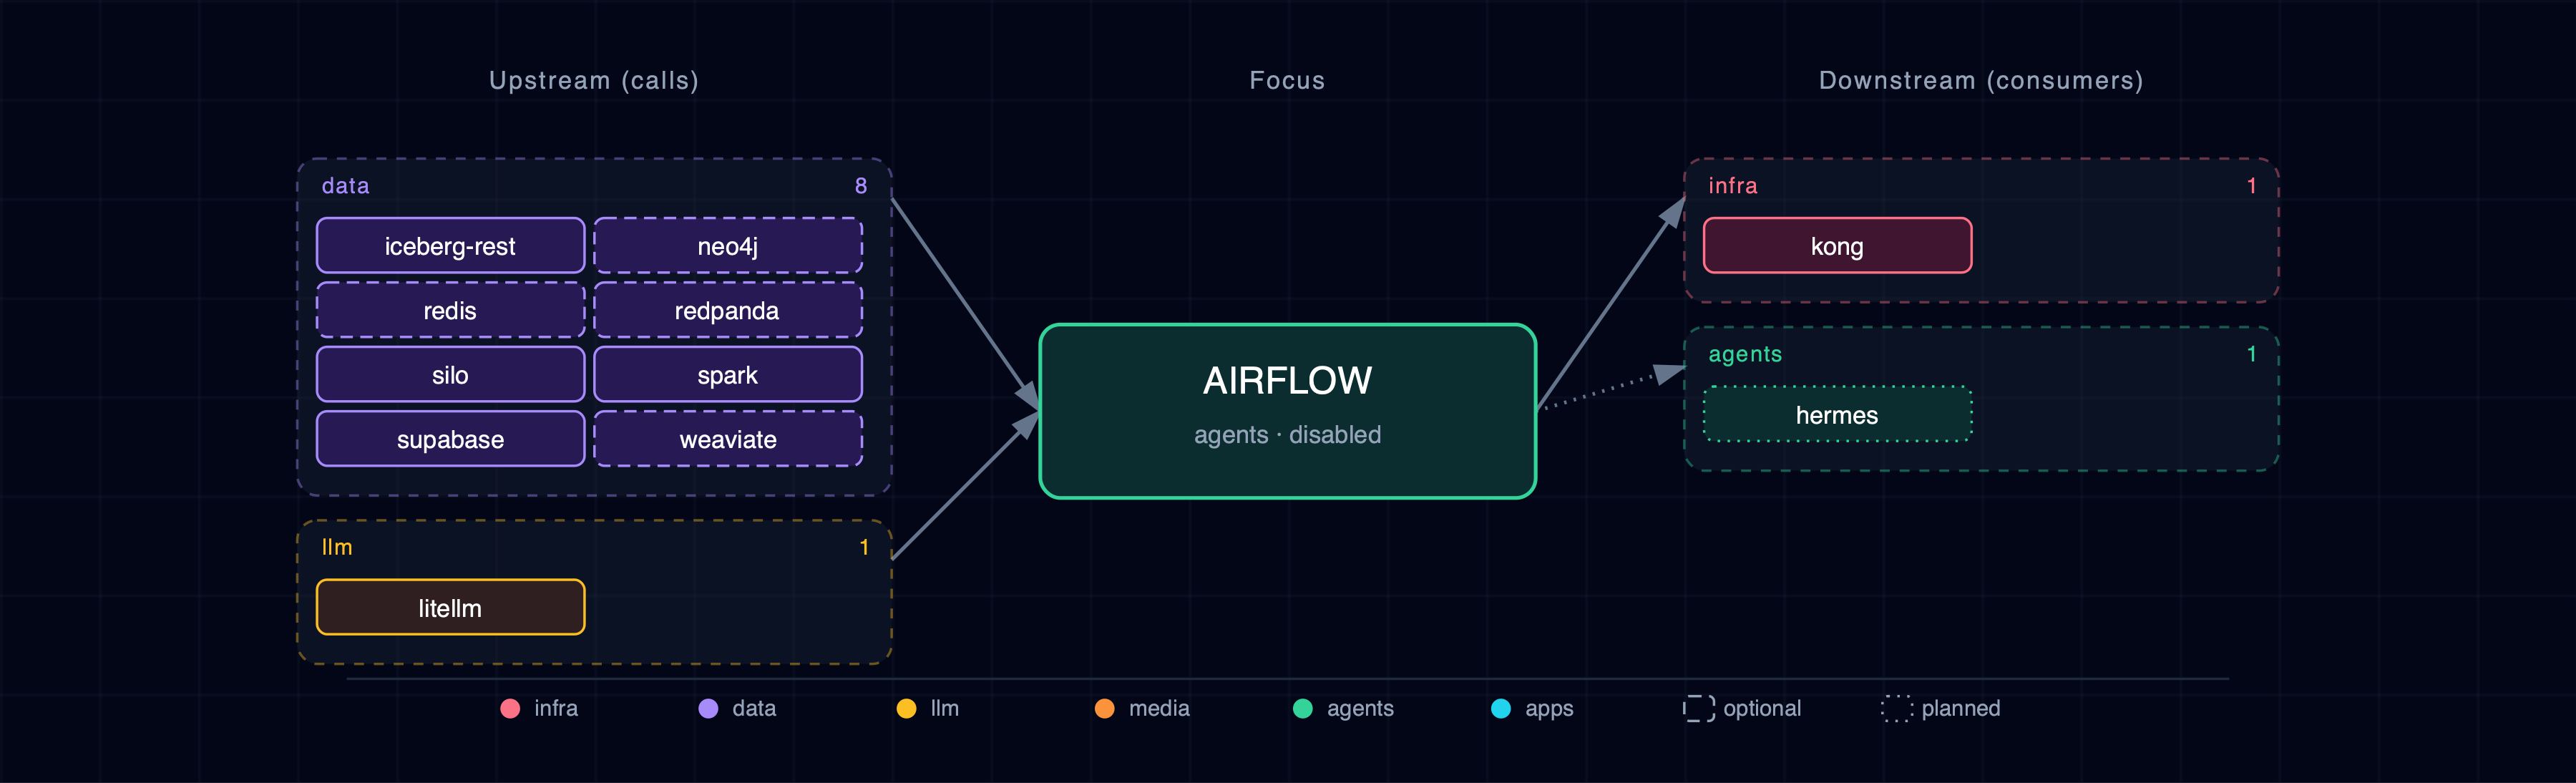 Upstream (calls)
Focus
Downstream (consumers)
data 8
iceberg-rest neo4j
redis redpanda
silo spark
supabase weaviate
llm 1
litellm
AIRFLOW
agents · disabled
infra 1
kong
agents 1
hermes
infra data llm media agents apps optional planned